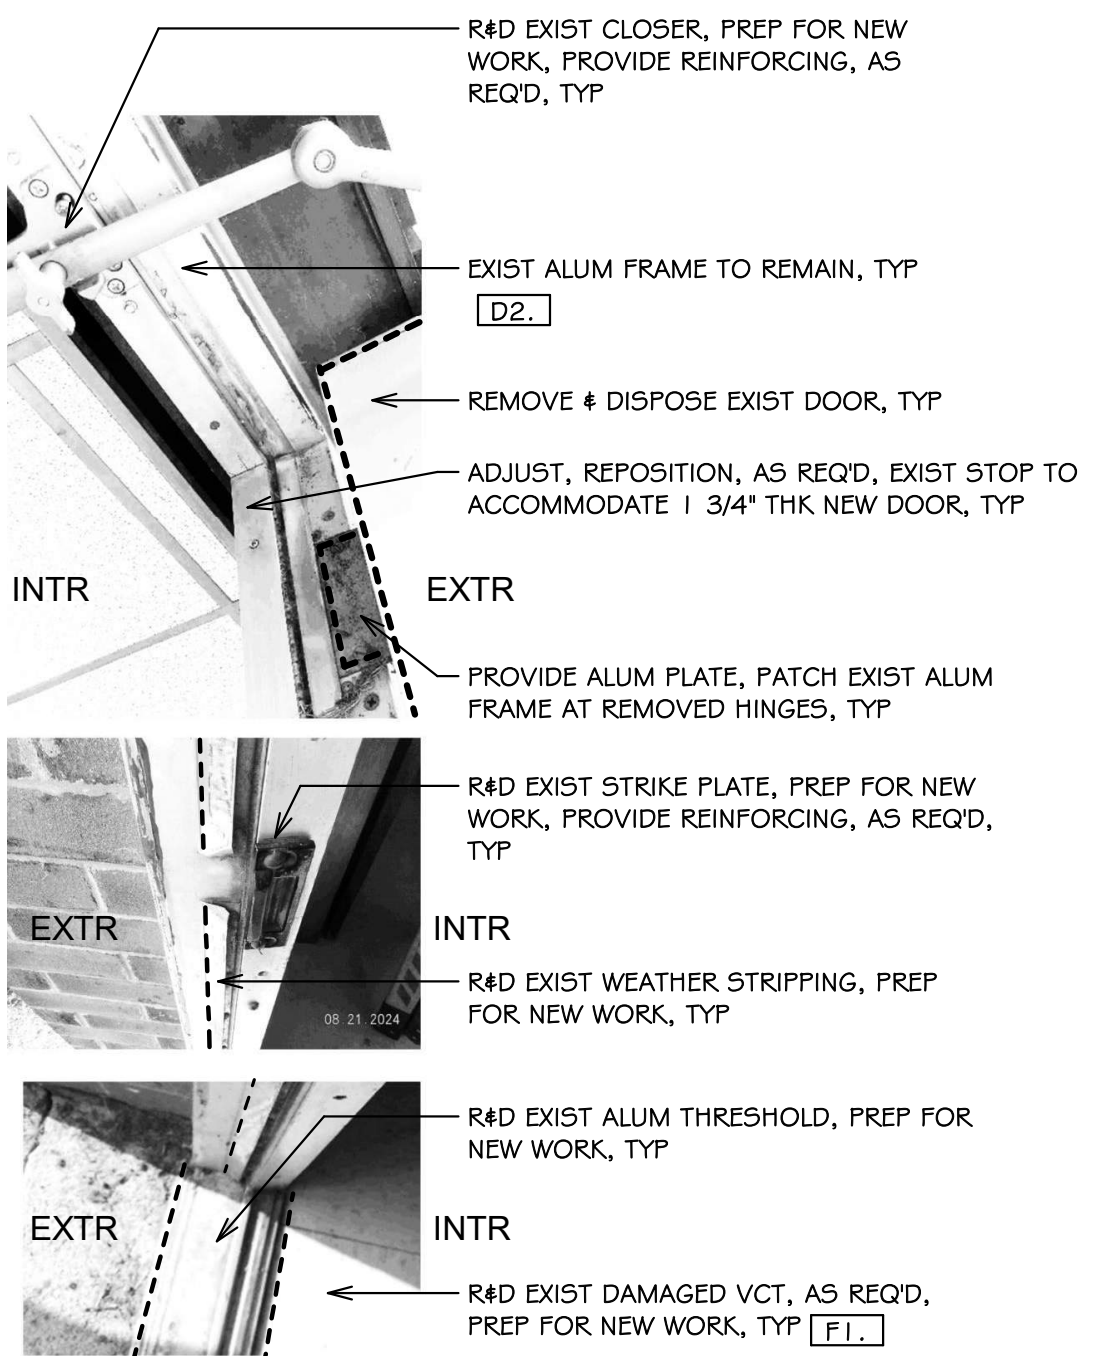 R&D EXIST CLOSER, PREP FOR NEW
WORK, PROVIDE REINFORCING, AS
REQ'D, TYP
EXIST ALUM FRAME TO REMAIN, TYP
D2.
REMOVE & DISPOSE EXIST DOOR, TYP
ADJUST, REPOSITION, AS REQ'D, EXIST STOP TO
ACCOMMODATE 1 3/4" THK NEW DOOR, TYP
INTR
EXTR
PROVIDE ALUM PLATE, PATCH EXIST ALUM
FRAME AT REMOVED HINGES, TYP
R&D EXIST STRIKE PLATE, PREP FOR NEW
WORK, PROVIDE REINFORCING, AS REQ'D,
TYP
EXTR
INTR
R&D EXIST WEATHER STRIPPING, PREP
FOR NEW WORK, TYP
08 21 2024
R&D EXIST ALUM THRESHOLD, PREP FOR
NEW WORK, TYP
EXTR
INTR
R&D EXIST DAMAGED VCT, AS REQ'D,
PREP FOR NEW WORK, TYP F1.